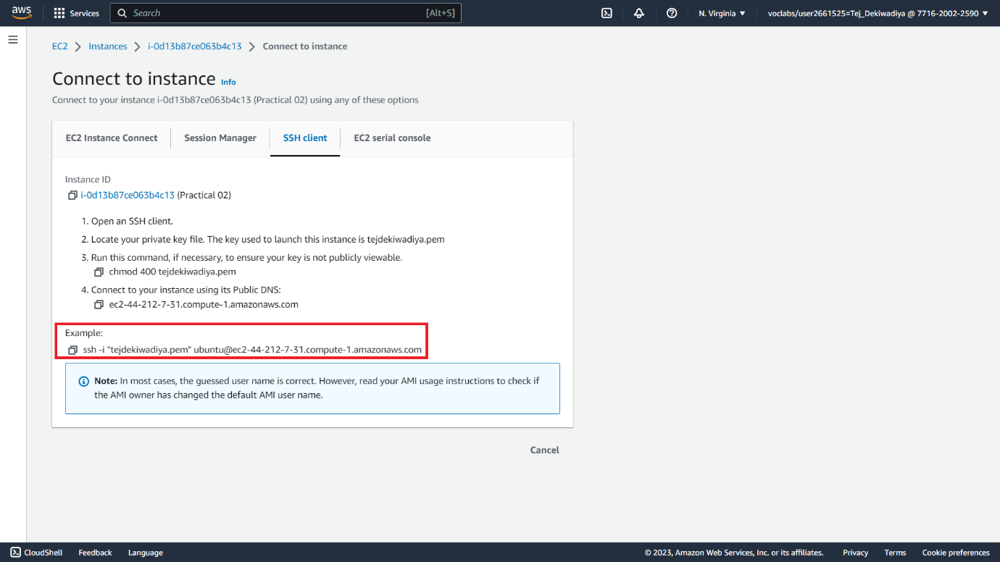 aws
Services
Search
[Alt+S]
N. Virginia
voclabs/user2661525=Tej_Dekiwadiya @ 7716-2002-2590
EC2 > Instances > i-0d13b87ce063b4c13 > Connect to instance
Connect to instance Info
Connect to your instance i-0d13b87ce063b4c13 (Practical 02) using any of these options
EC2 Instance Connect
Session Manager
SSH client
EC2 serial console
Instance ID
i-0d13b87ce063b4c13 (Practical 02)
1. Open an SSH client.
2. Locate your private key file. The key used to launch this instance is tejdekiwadiya.pem
3. Run this command, if necessary, to ensure your key is not publicly viewable.
chmod 400 tejdekiwadiya.pem
4. Connect to your instance using its Public DNS:
ec2-44-212-7-31.compute-1.amazonaws.com
Example:
ssh -i "tejdekiwadiya.pem" ubuntu@ec2-44-212-7-31.compute-1.amazonaws.com
Note: In most cases, the guessed user name is correct. However, read your AMI usage instructions to check if
the AMI owner has changed the default AMI user name.
Cancel
CloudShell
Feedback
Language
© 2023, Amazon Web Services, Inc. or its affiliates.
Privacy
Terms
Cookie preferences